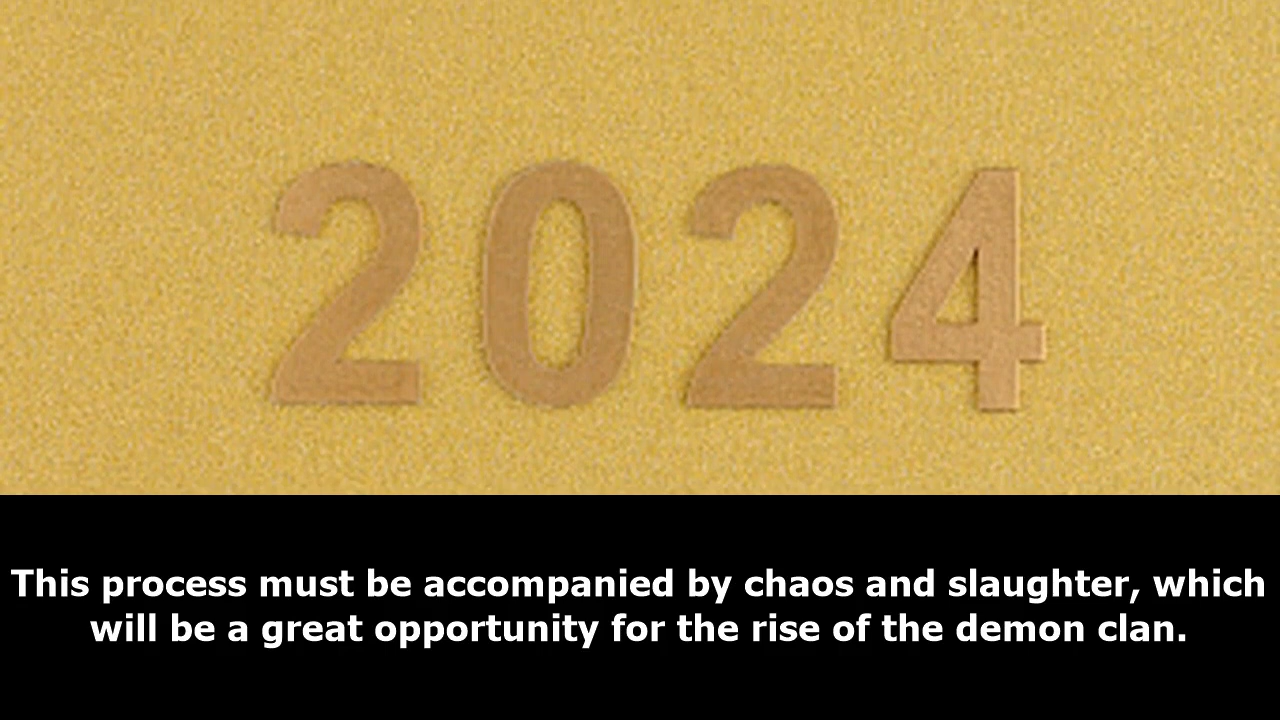 2024
This process must be accompanied by chaos and slaughter, which
will be a great opportunity for the rise of the demon clan.